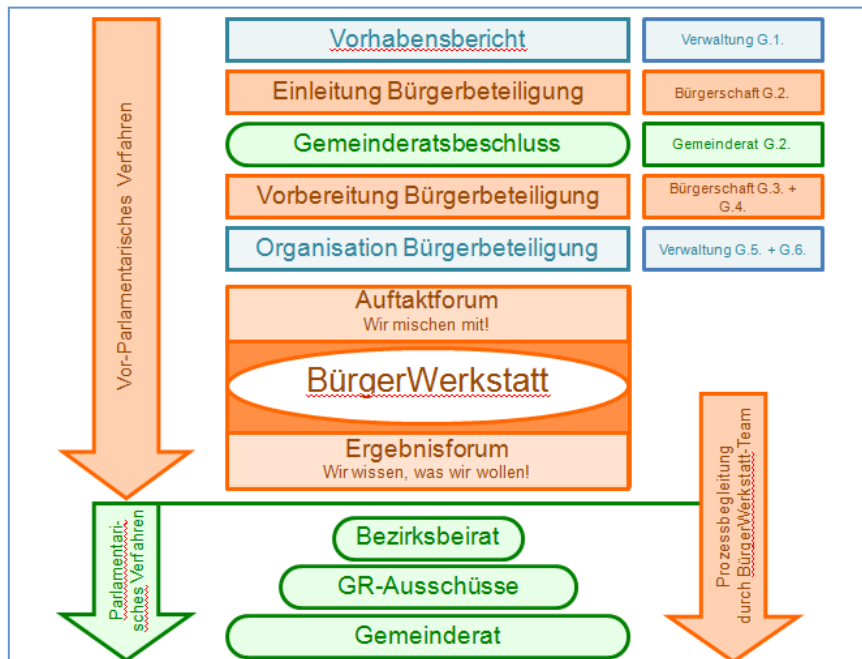 Vorhabensbericht
Verwaltung G.1.
Einleitung Bürgerbeteiligung
Bürgerschaft G.2.
Gemeinderatsbeschluss
Gemeinderat G.2.
Vorbereitung Bürgerbeteiligung
Bürgerschaft G.3. +
G.4.
Organisation Bürgerbeteiligung
Verwaltung G.5. + G.6.
Vor-Parlamentarisches Verfahren
Auftaktforum
Wir mischen mit!
BürgerWerkstatt
Ergebnisforum
Wir wissen, was wir wollen!
Parlamentari-
sches Verfahren
Bezirksbeirat
GR-Ausschüsse
Gemeinderat
Prozessbegleitung
durch BürgerWerkstatt-Team